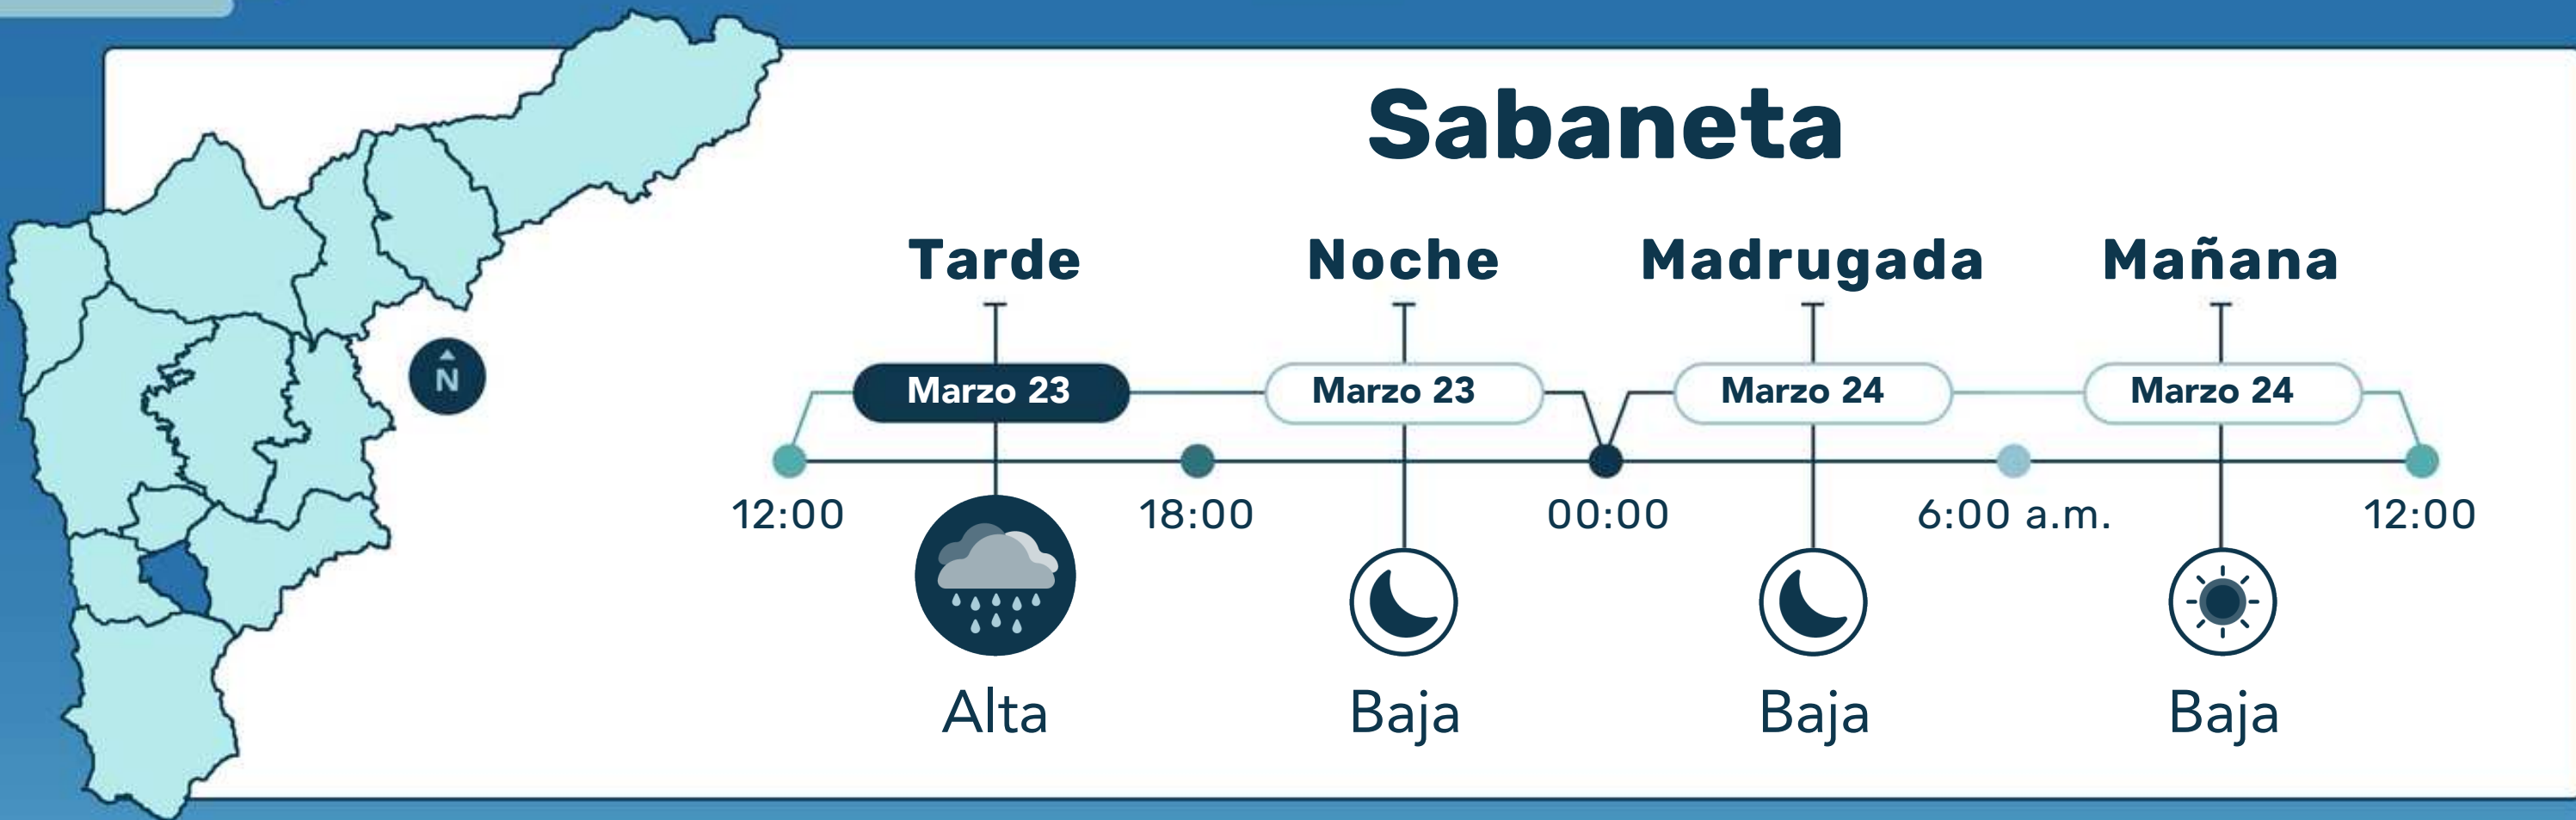 Sabaneta
Tarde Noche Madrugada Mañana
N
Marzo 23 Marzo 23 Marzo 24 Marzo 24
12:00 18:00 00:00 6:00 a.m. 12:00
Alta Baja Baja Baja